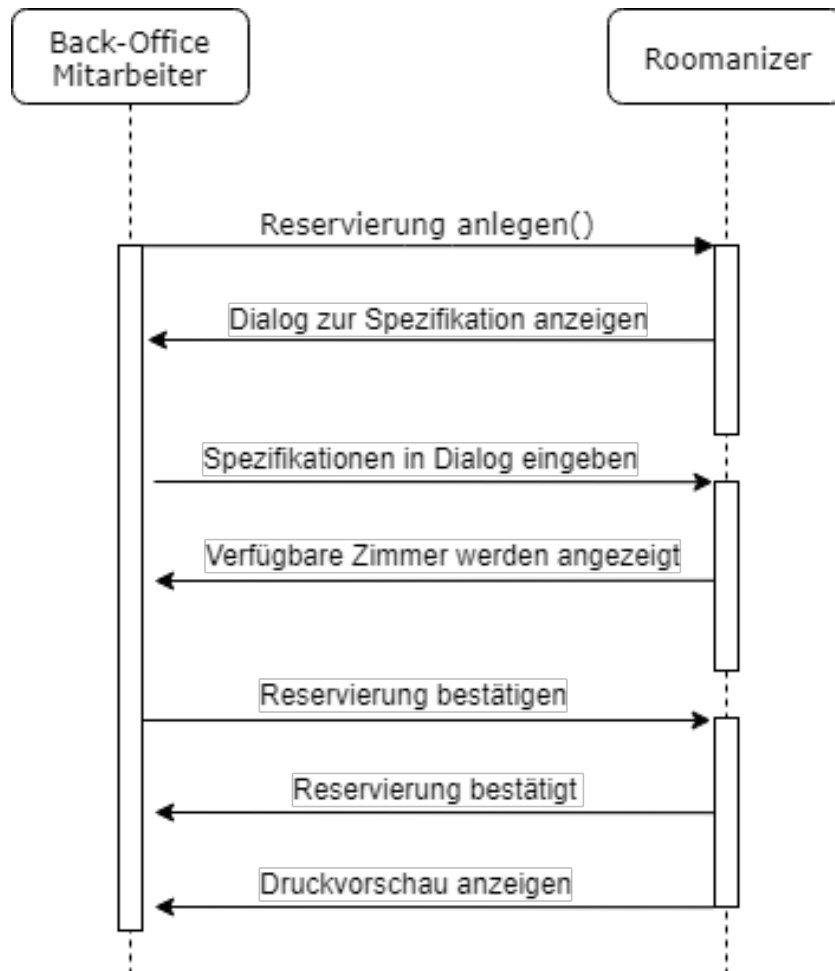 Back-Office
Mitarbeiter
Roomanizer
Reservierung anlegen()
Dialog zur Spezifikation anzeigen
Spezifikationen in Dialog eingeben
Verfügbare Zimmer werden angezeigt
Reservierung bestätigen
Reservierung bestätigt
Druckvorschau anzeigen